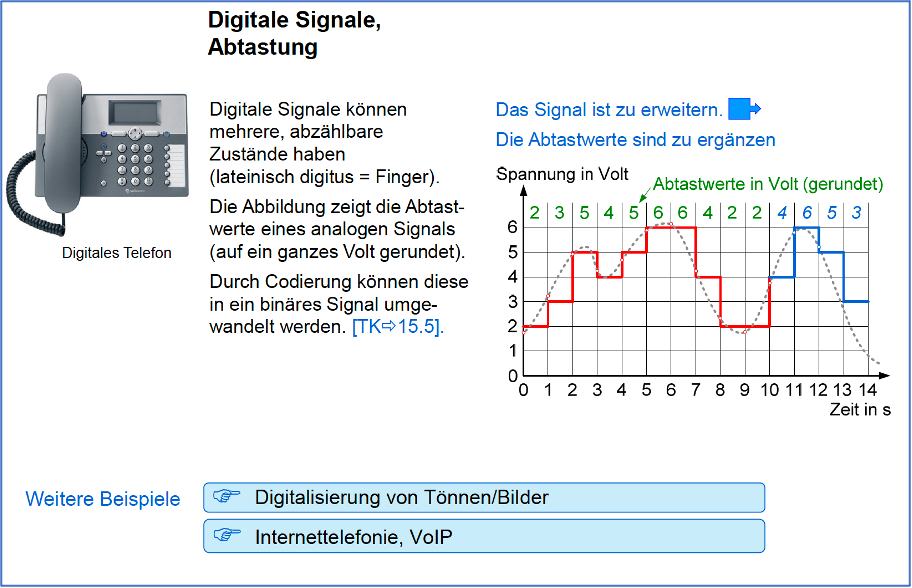 Digitale Signale,
Abtastung
Digitale Signale können
mehrere, abzählbare
Zustände haben
(lateinisch digitus = Finger).
Die Abbildung zeigt die Abtast-
werte eines analogen Signals
(auf ein ganzes Volt gerundet).
Durch Codierung können diese
in ein binäres Signal umge-
wandelt werden. [TK⇨15.5].
Digitales Telefon
Das Signal ist zu erweitern.
Die Abtastwerte sind zu ergänzen
Spannung in Volt
Abtastwerte in Volt (gerundet)
2 3 5 4 5 6 6 4 2 2 4 6 5 3
6
5
4
3
2
1
0
0 1 2 3 4 5 6 7 8 9 10 11 12 13 14
Zeit in s
Weitere Beispiele
Digitalisierung von Tönnen/Bilder
Internettelefonie, VoIP